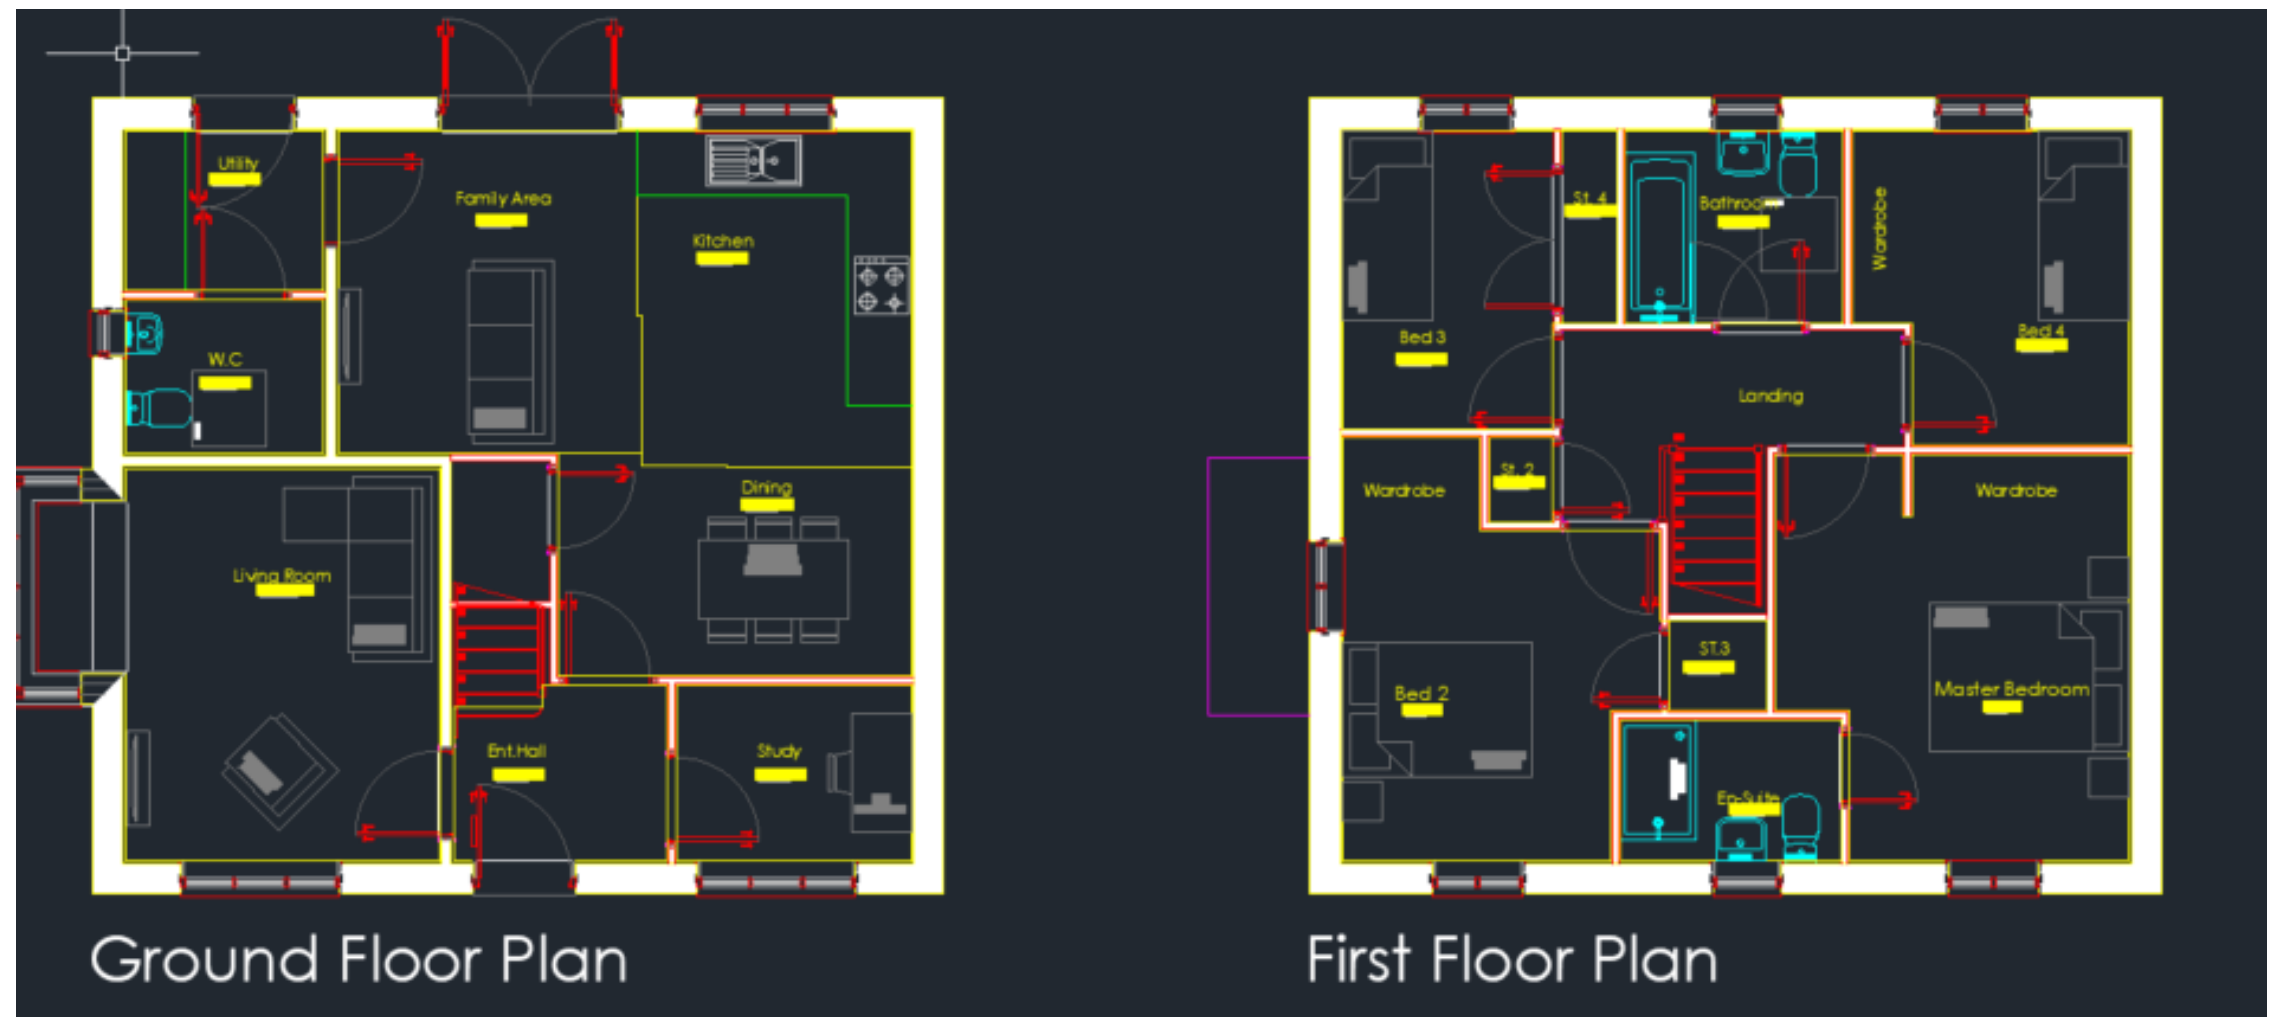 Utility
Family Area
Kitchen
W.C
Dining
Living Room
Ent.Hall
Study
Ground Floor Plan
St. 4
Bathroom
Wardrobe
Bed 3
Bed 4
Landing
St. 2
Wardrobe
Wardrobe
ST.3
Bed 2
Master Bedroom
En-Suite
First Floor Plan